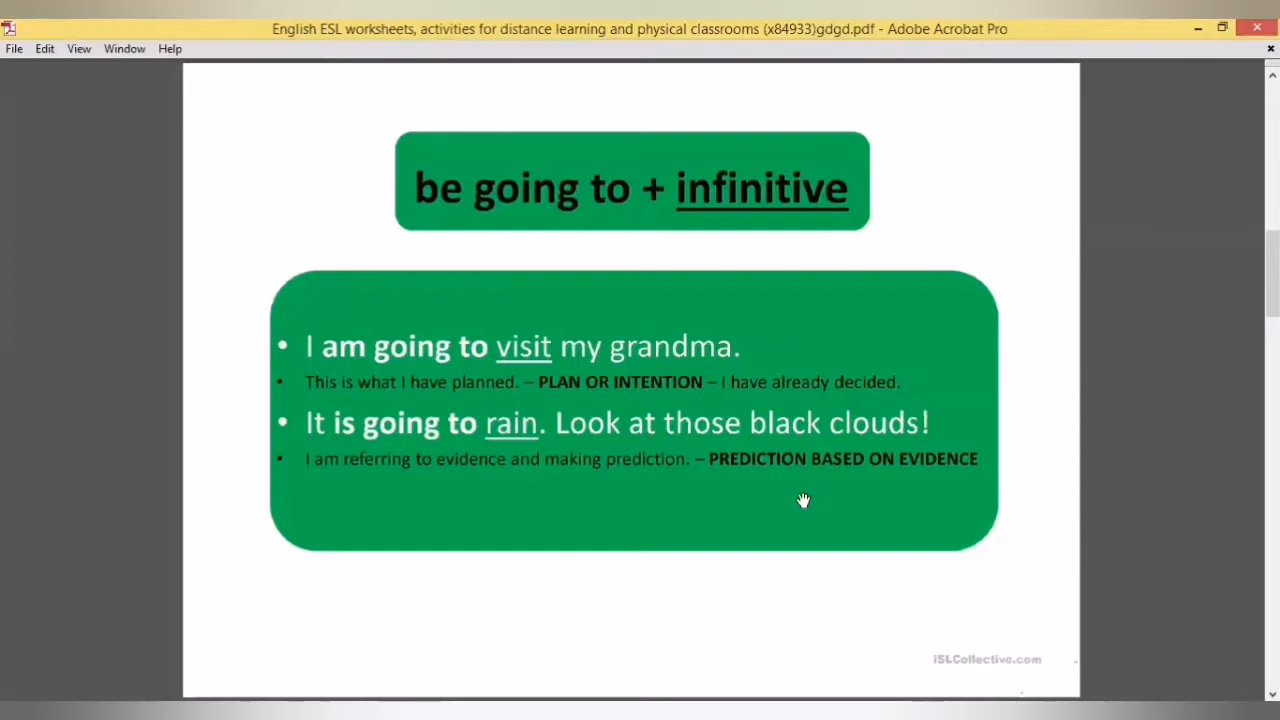 English ESL worksheets, activities for distance learning and physical classrooms (x84933)gdgd.pdf - Adobe Acrobat Pro
File Edit View Window Help
be going to + infinitive
• I am going to visit my grandma.
• This is what I have planned. – PLAN OR INTENTION – I have already decided.
• It is going to rain. Look at those black clouds!
• I am referring to evidence and making prediction. – PREDICTION BASED ON EVIDENCE
iSLCollective.com